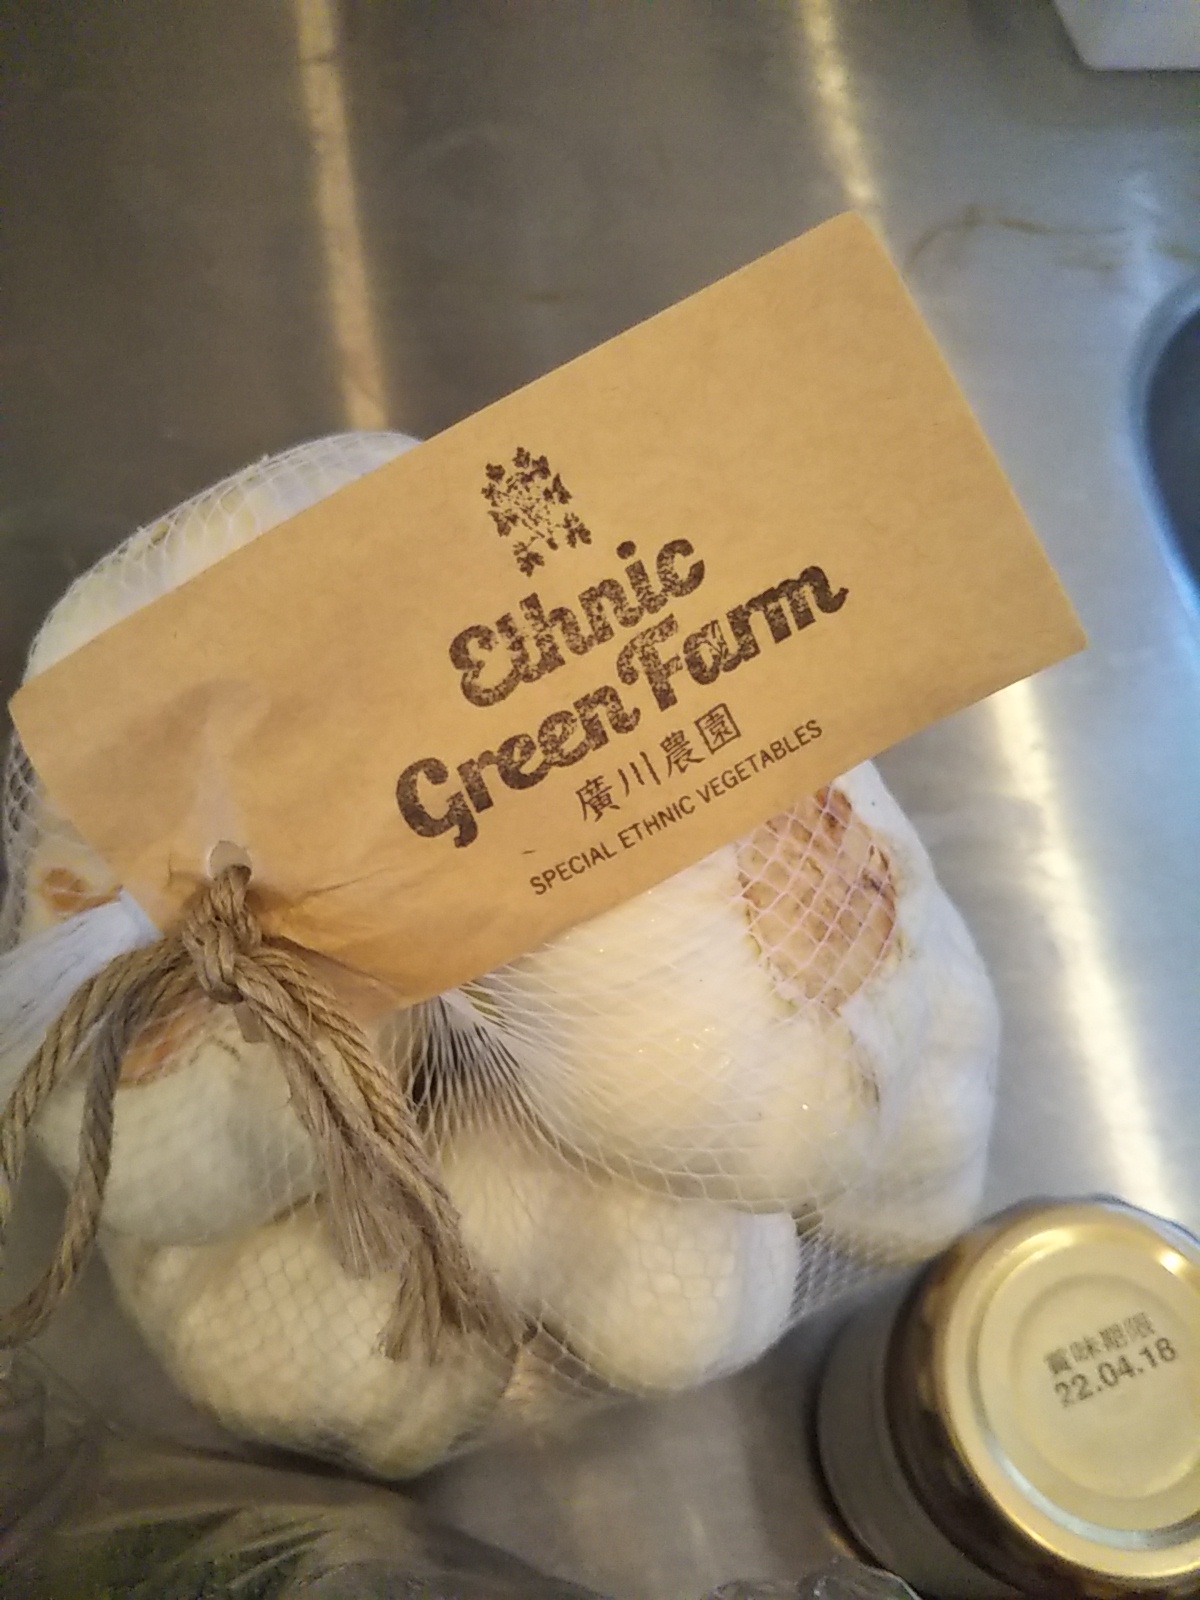 Ethnic
Green Farm
廣川農園
SPECIAL ETHNIC VEGETABLES
賞味期限
22.04.18